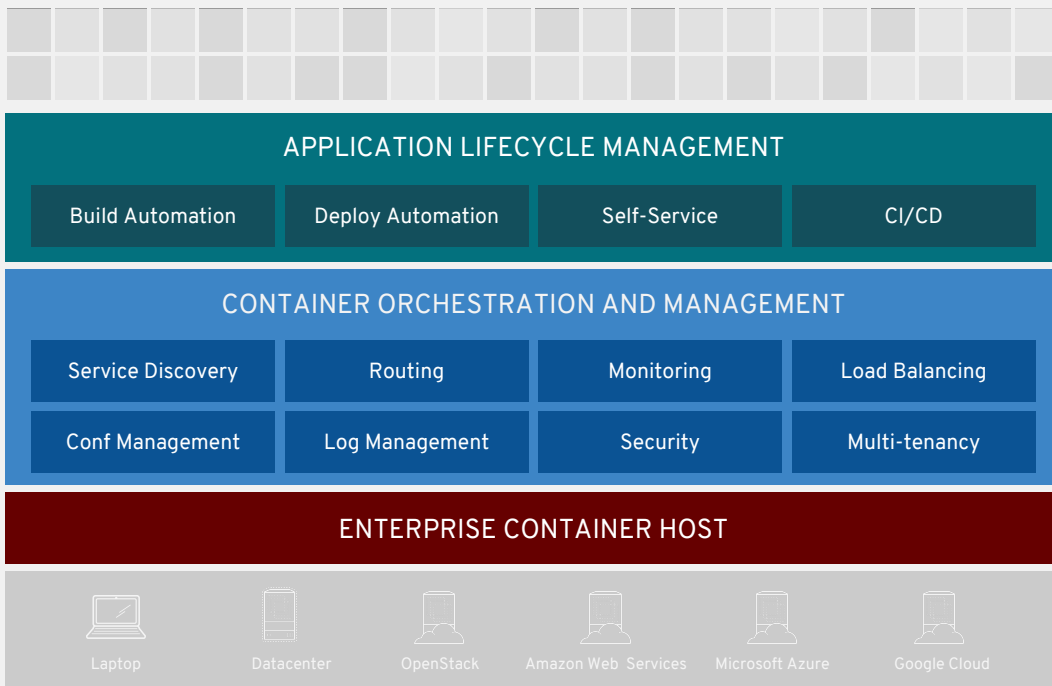 APPLICATION LIFECYCLE MANAGEMENT
Build Automation
Deploy Automation
Self-Service
CI/CD
CONTAINER ORCHESTRATION AND MANAGEMENT
Service Discovery
Routing
Monitoring
Load Balancing
Conf Management
Log Management
Security
Multi-tenancy
ENTERPRISE CONTAINER HOST
Laptop
Datacenter
OpenStack
Amazon Web Services
Microsoft Azure
Google Cloud